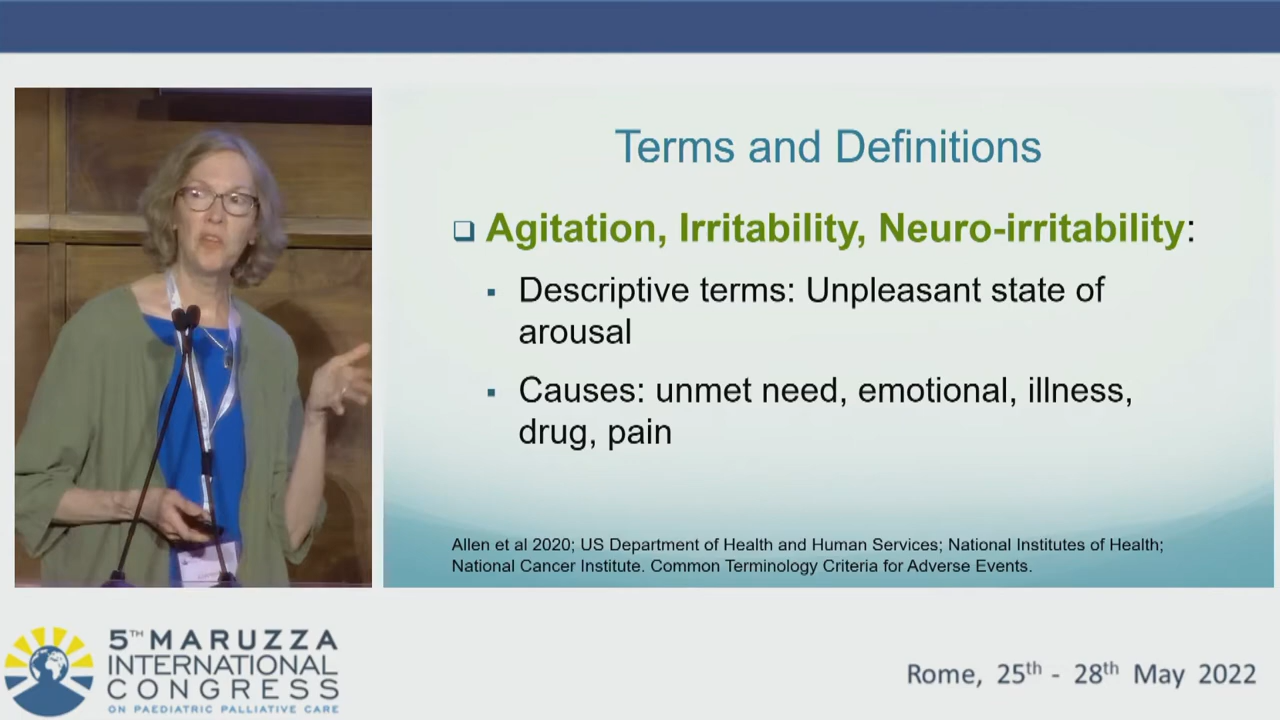 Terms and Definitions
❑ Agitation, Irritability, Neuro-irritability:
▪ Descriptive terms: Unpleasant state of
arousal
▪ Causes: unmet need, emotional, illness,
drug, pain
Allen et al 2020; US Department of Health and Human Services; National Institutes of Health;
National Cancer Institute. Common Terminology Criteria for Adverse Events.
5TH MARUZZA
INTERNATIONAL
CONGRESS
ON PAEDIATRIC PALLIATIVE CARE
Rome, 25th - 28th May 2022